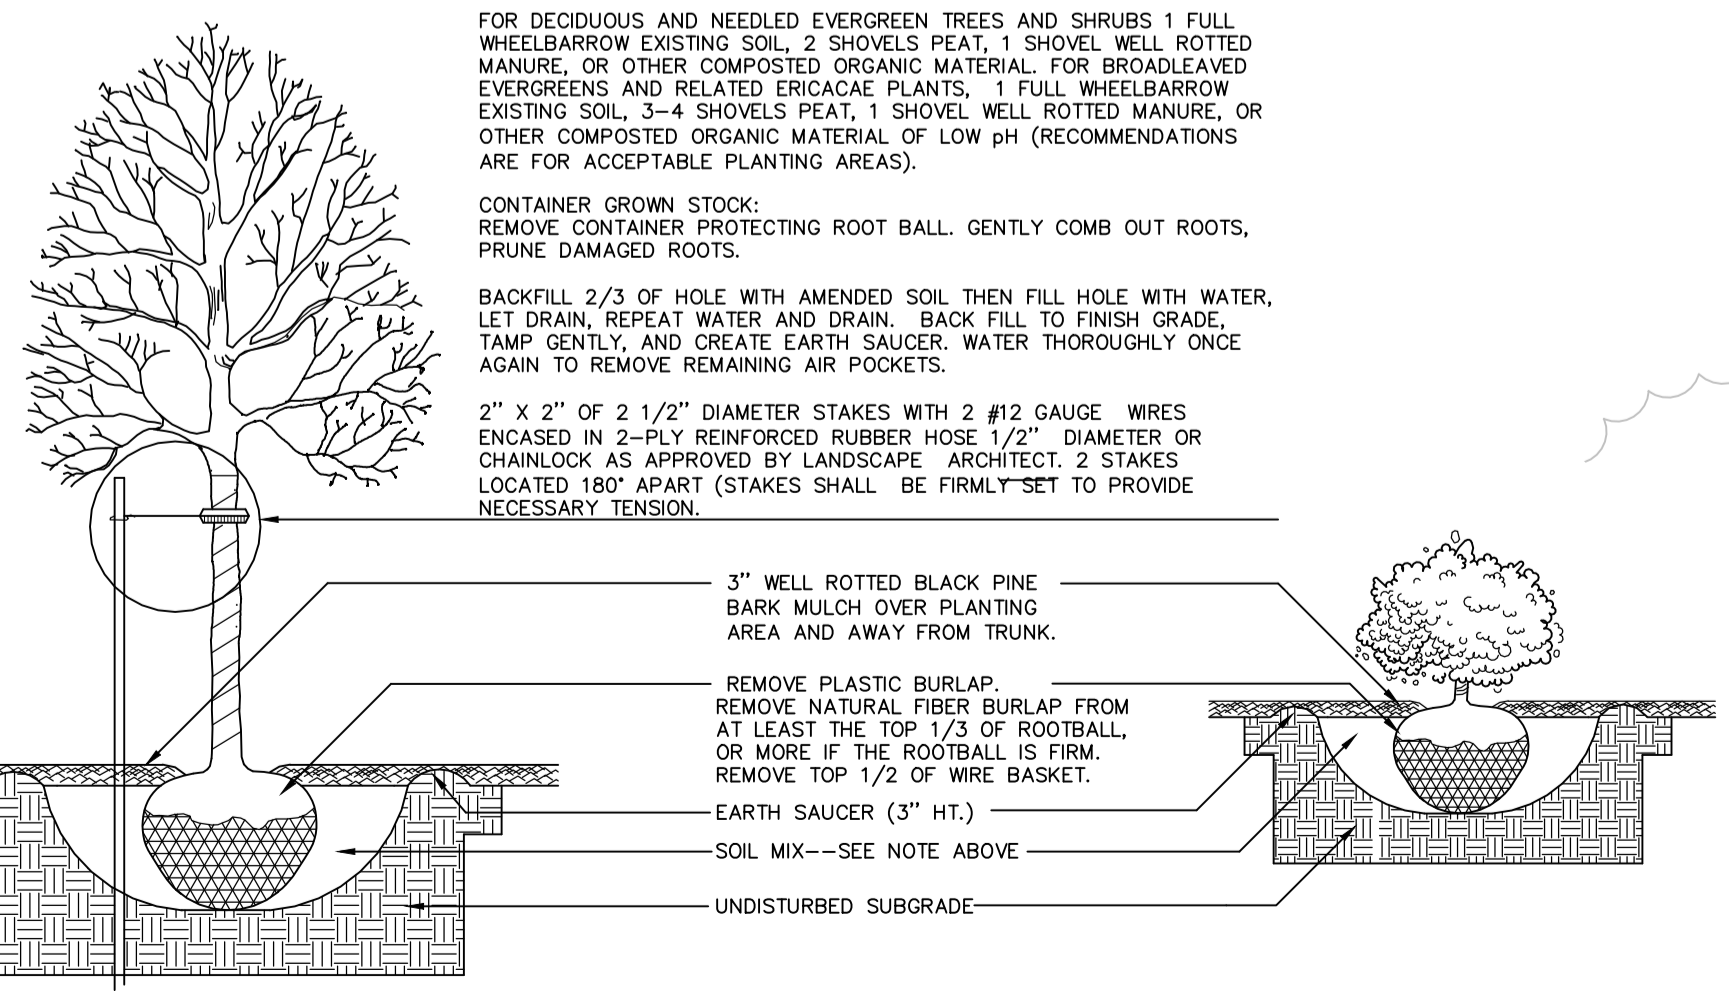 FOR DECIDUOUS AND NEEDLED EVERGREEN TREES AND SHRUBS 1 FULL
WHEELBARROW EXISTING SOIL, 2 SHOVELS PEAT, 1 SHOVEL WELL ROTTED
MANURE, OR OTHER COMPOSTED ORGANIC MATERIAL. FOR BROADLEAVED
EVERGREENS AND RELATED ERICACAE PLANTS, 1 FULL WHEELBARROW
EXISTING SOIL, 3-4 SHOVELS PEAT, 1 SHOVEL WELL ROTTED MANURE, OR
OTHER COMPOSTED ORGANIC MATERIAL OF LOW pH (RECOMMENDATIONS
ARE FOR ACCEPTABLE PLANTING AREAS).
CONTAINER GROWN STOCK:
REMOVE CONTAINER PROTECTING ROOT BALL. GENTLY COMB OUT ROOTS,
PRUNE DAMAGED ROOTS.
BACKFILL 2/3 OF HOLE WITH AMENDED SOIL THEN FILL HOLE WITH WATER,
LET DRAIN, REPEAT WATER AND DRAIN. BACK FILL TO FINISH GRADE,
TAMP GENTLY, AND CREATE EARTH SAUCER. WATER THOROUGHLY ONCE
AGAIN TO REMOVE REMAINING AIR POCKETS.
2” X 2” OF 2 1/2” DIAMETER STAKES WITH 2 #12 GAUGE WIRES
ENCASED IN 2-PLY REINFORCED RUBBER HOSE 1/2” DIAMETER OR
CHAINLOCK AS APPROVED BY LANDSCAPE ARCHITECT. 2 STAKES
LOCATED 180° APART (STAKES SHALL BE FIRMLY SET TO PROVIDE
NECESSARY TENSION.
3” WELL ROTTED BLACK PINE
BARK MULCH OVER PLANTING
AREA AND AWAY FROM TRUNK.
REMOVE PLASTIC BURLAP.
REMOVE NATURAL FIBER BURLAP FROM
AT LEAST THE TOP 1/3 OF ROOTBALL,
OR MORE IF THE ROOTBALL IS FIRM.
REMOVE TOP 1/2 OF WIRE BASKET.
EARTH SAUCER (3” HT.)
SOIL MIX--SEE NOTE ABOVE
UNDISTURBED SUBGRADE